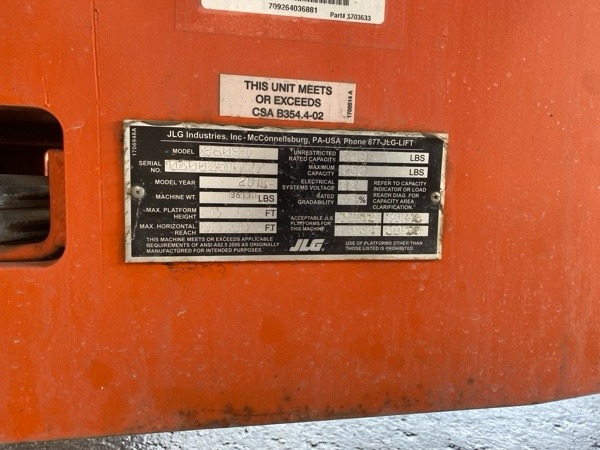 709264036881
Part# 3703633
THIS UNIT MEETS
OR EXCEEDS
CSA B354.4-02
1706514 A
1706948A
JLG Industries, Inc - McConnellsburg, PA-USA Phone 877-JLG-LIFT
MODEL
SERIAL NO.
MODEL YEAR
MACHINE WT. LBS
MAX. PLATFORM HEIGHT FT
MAX. HORIZONTAL REACH FT
THIS MACHINE MEETS OR EXCEEDS APPLICABLE
REQUIREMENTS OF ANSI A92.5 2006 AS ORIGINALLY
MANUFACTURED FOR INTENDED PURPOSES.
UNRESTRICTED RATED CAPACITY LBS
MAXIMUM CAPACITY LBS
ELECTRICAL SYSTEMS VOLTAGE
RATED GRADABILITY %
REFER TO CAPACITY
INDICATOR OR LOAD
REACH DIAG. FOR
CAPACITY AREA
CLARIFICATION.
ACCEPTABLE JLG
PLATFORMS FOR
THIS MACHINE
JLG
USE OF PLATFORMS OTHER THAN
THOSE LISTED IS PROHIBITED.